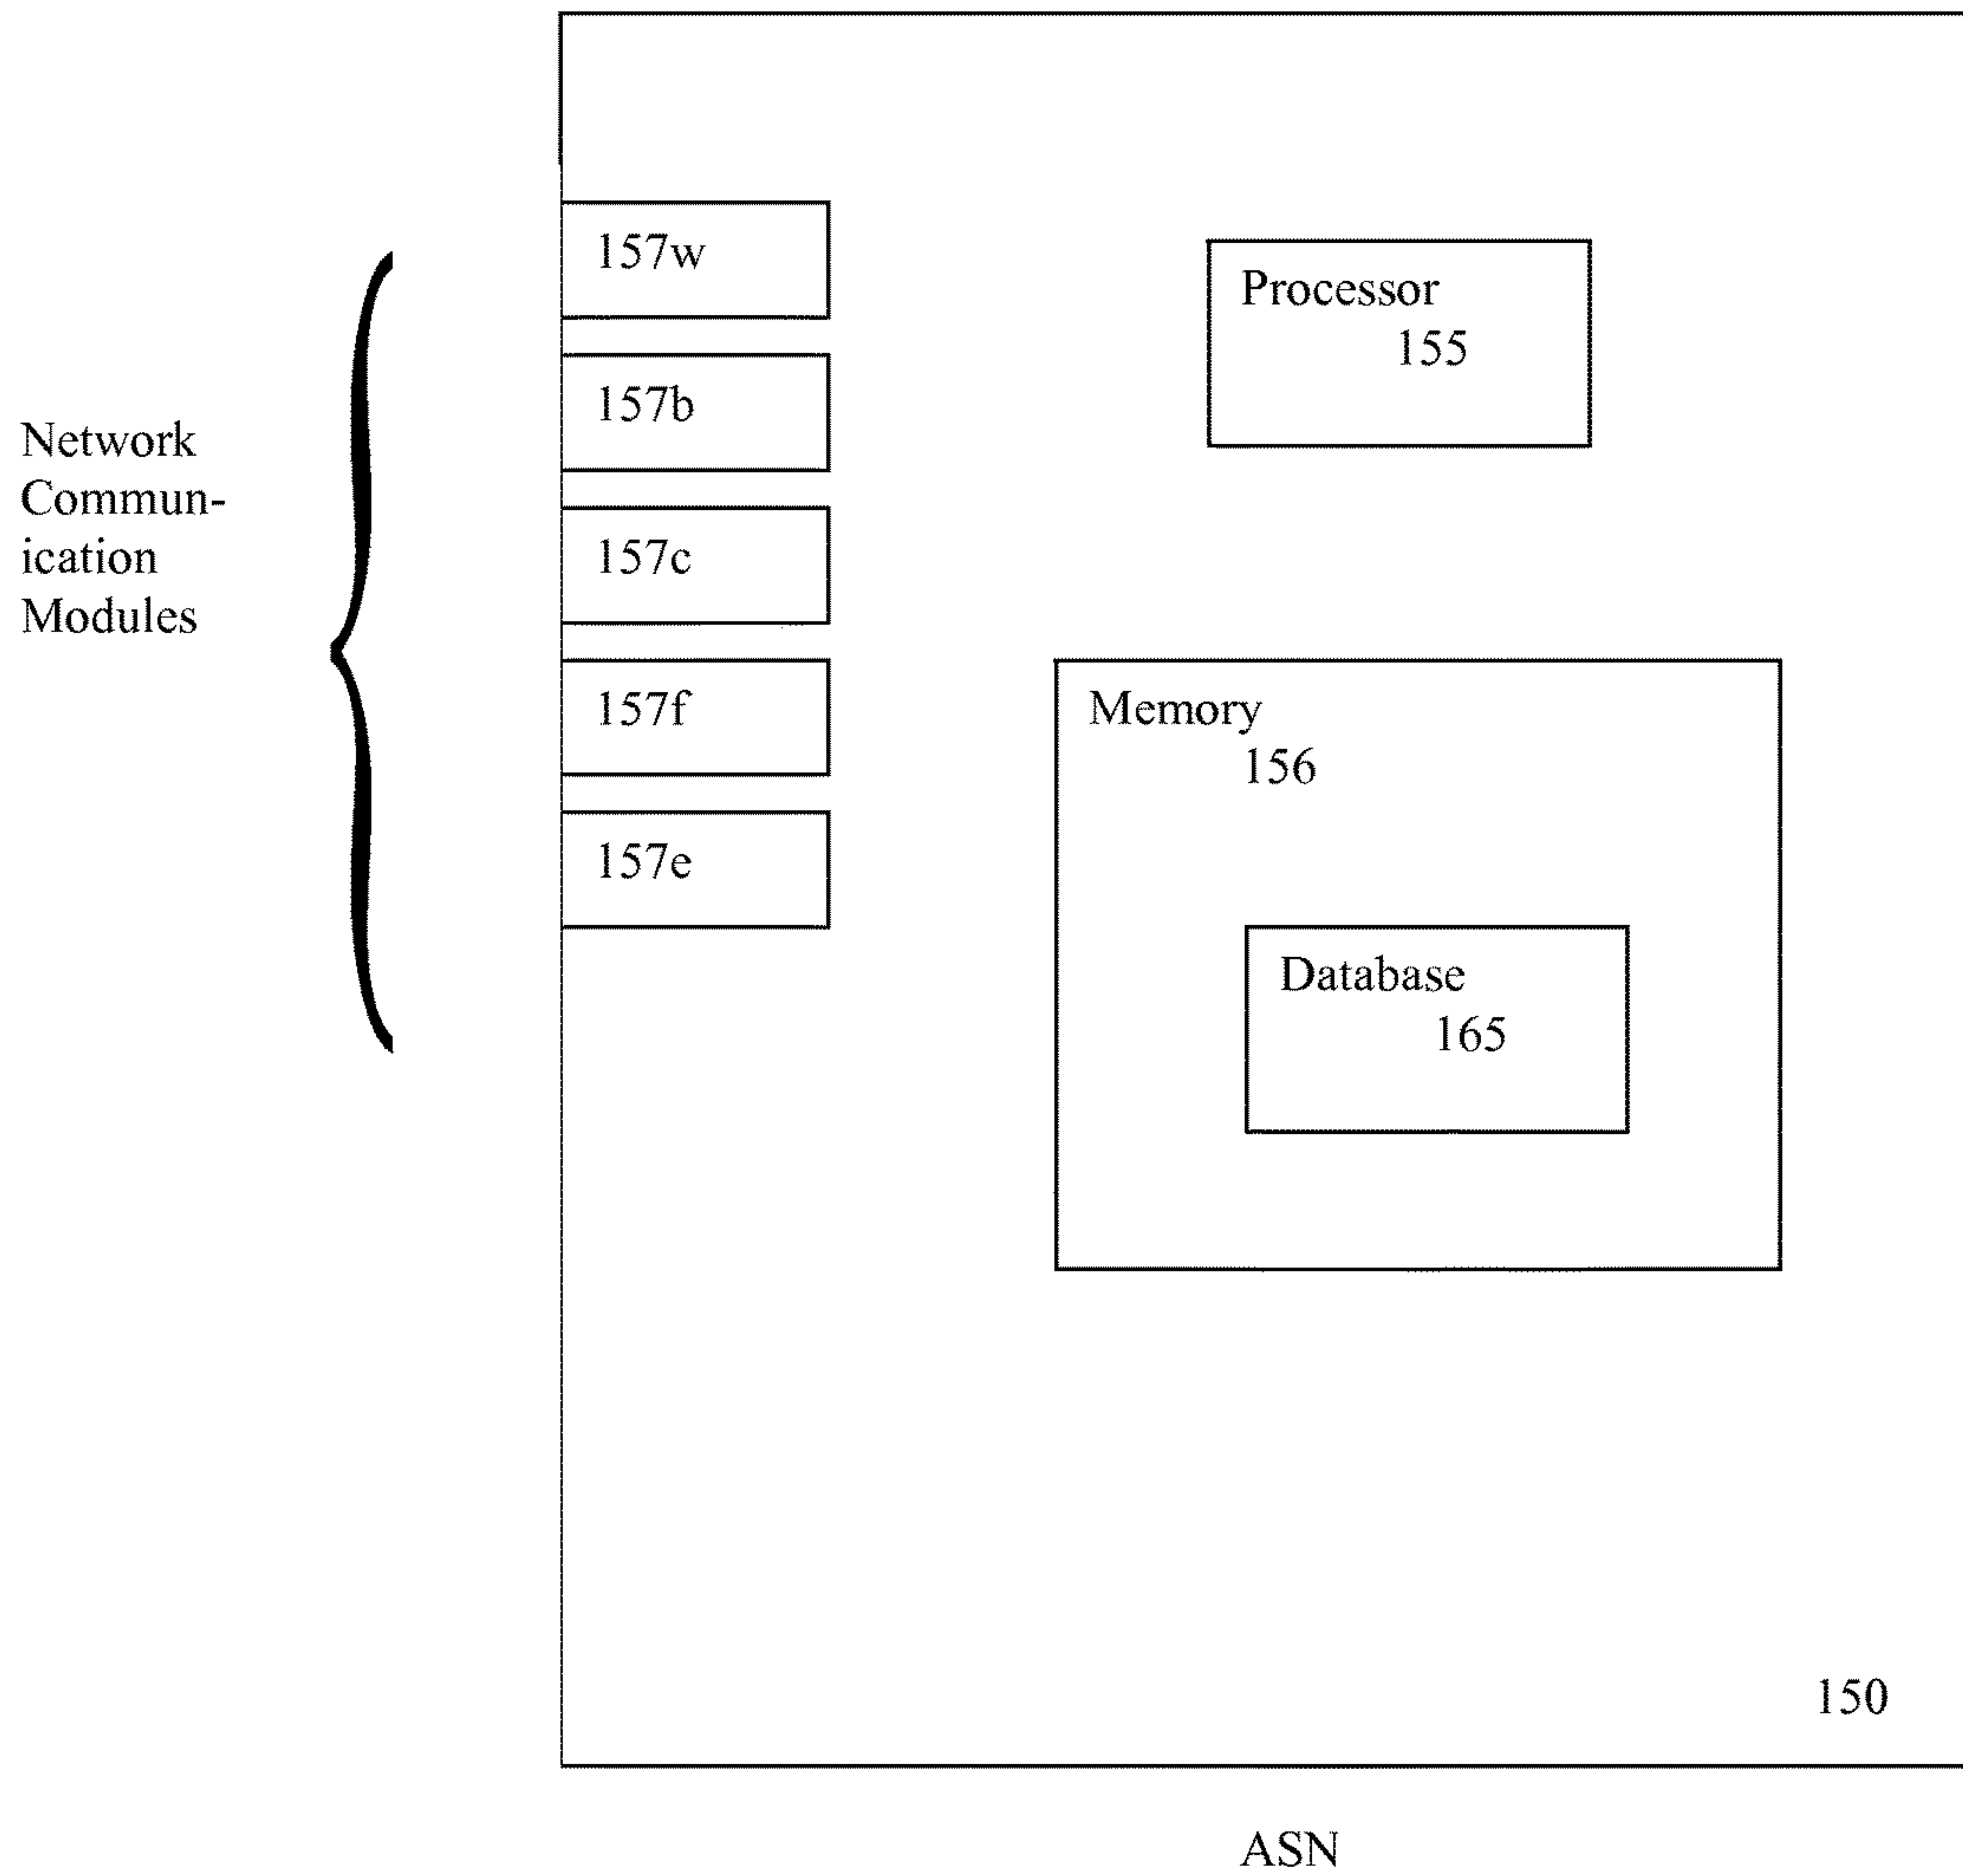 Network
Commun-
ication
Modules
157w
157b
157c
157f
157e
Processor
155
Memory
156
Database
165
150
ASN